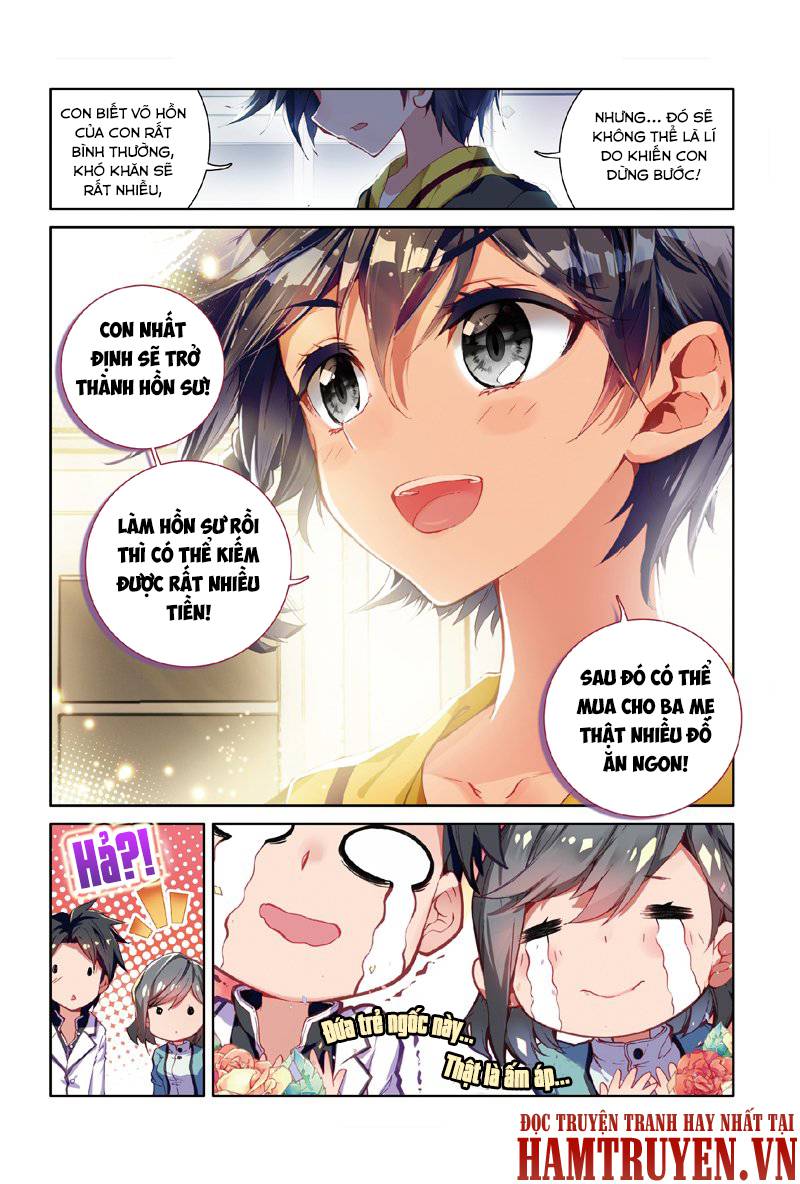 CON BIẾT VÕ HỒN
CỦA CON RẤT
BÌNH THƯỜNG,
KHÓ KHĂN SẼ
RẤT NHIỀU,
NHƯNG... ĐÓ SẼ
KHÔNG THỂ LÀ LÍ
DO KHIẾN CON
DỪNG BƯỚC!
CON NHẤT
ĐỊNH SẼ TRỞ
THÀNH HỒN SƯ!
LÀM HỒN SƯ RỒI
THÌ CÓ THỂ KIẾM
ĐƯỢC RẤT NHIỀU
TIỀN!
SAU ĐÓ CÓ THỂ
MUA CHO BA MẸ
THẬT NHIỀU ĐỒ
ĂN NGON!
HẢ?!
Đứa trẻ ngốc này...
Thật là ấm áp...
ĐỌC TRUYỆN TRANH HAY NHẤT TẠI
HAMTRUYEN.VN